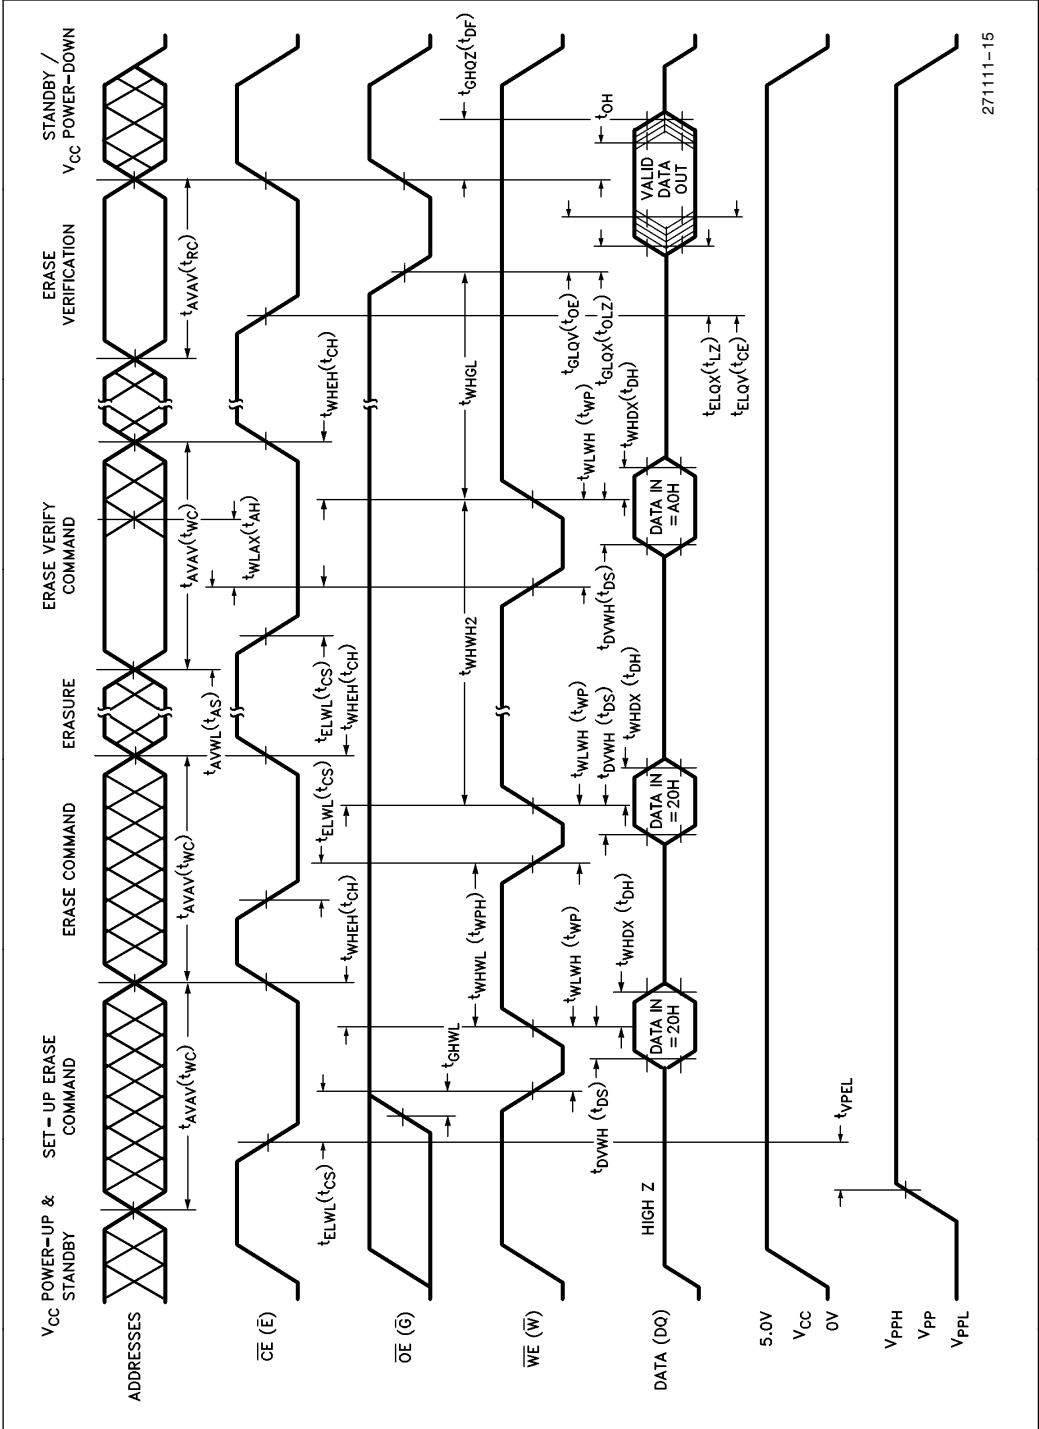 V_CC POWER-UP &
STANDBY
SET-UP ERASE
COMMAND
ERASE COMMAND
ERASURE
ERASE VERIFY
COMMAND
ERASE
VERIFICATION
STANDBY /
V_CC POWER-DOWN
ADDRESSES
t_AVAV(t_WC)
t_AVAV(t_WC)
t_AVWL(t_AS)
t_AVAV(t_WC)
t_WLAX(t_AH)
t_AVAV(t_RC)
CE̅ (E̅)
t_ELWL(t_CS)
t_WHEH(t_CH)
t_ELWL(t_CS)
t_WHEH(t_CH)
t_ELWL(t_CS)
t_WHEH(t_CH)
OE̅ (G̅)
t_GHWL
t_WHWL (t_WPH)
t_WHWH2
t_WHGL
t_GHQZ(t_DF)
WE̅ (W̅)
t_WLWH (t_WP)
t_DVWH (t_DS)
t_WHDX (t_DH)
t_WLWH (t_WP)
t_DVWH (t_DS)
t_WHDX (t_DH)
t_DVWH(t_DS)
t_WLWH (t_WP)
t_WHDX(t_DH)
t_GLQV(t_OE)
t_GLQX(t_OLZ)
t_OH
DATA (DQ)
HIGH Z
DATA IN
=20H
DATA IN
=20H
DATA IN
=A0H
VALID
DATA
OUT
t_ELQX(t_LZ)
t_ELQV(t_CE)
5.0V
V_CC
0V
t_VPEL
V_PPH
V_PP
V_PPL
271111-15